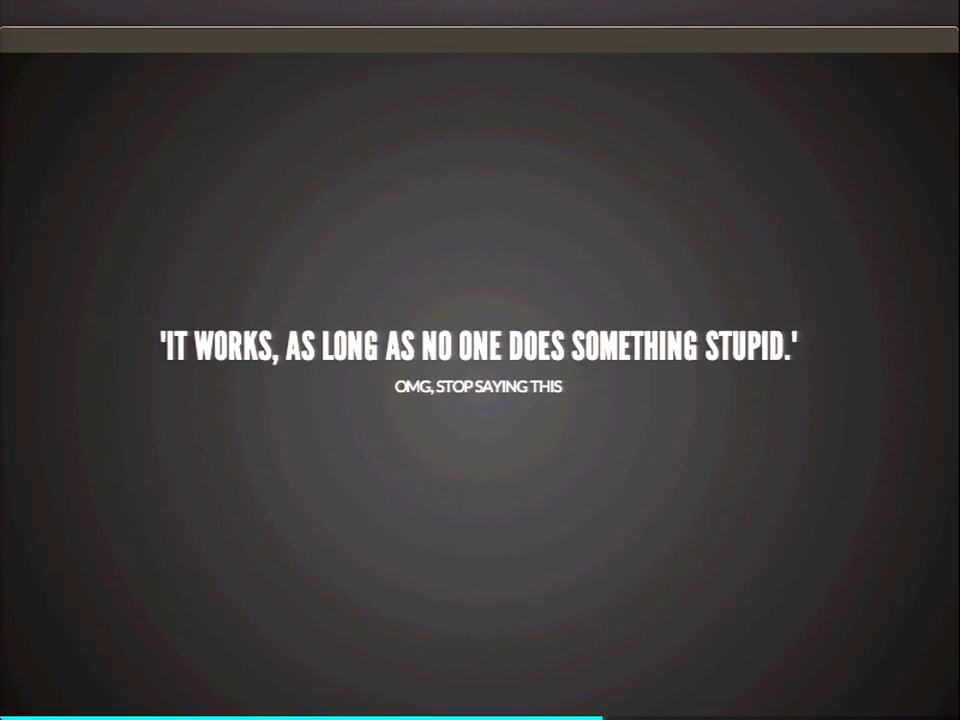 'IT WORKS, AS LONG AS NO ONE DOES SOMETHING STUPID.'
OMG, STOP SAYING THIS